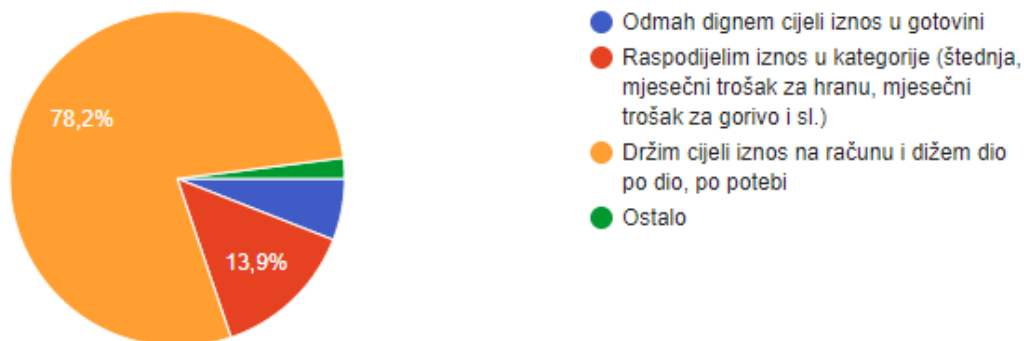 78,2%
13,9%
Odmah dignem cijeli iznos u gotovini
Raspodijelim iznos u kategorije (štednja,
mjesečni trošak za hranu, mjesečni
trošak za gorivo i sl.)
Držim cijeli iznos na računu i dižem dio
po dio, po potebi
Ostalo